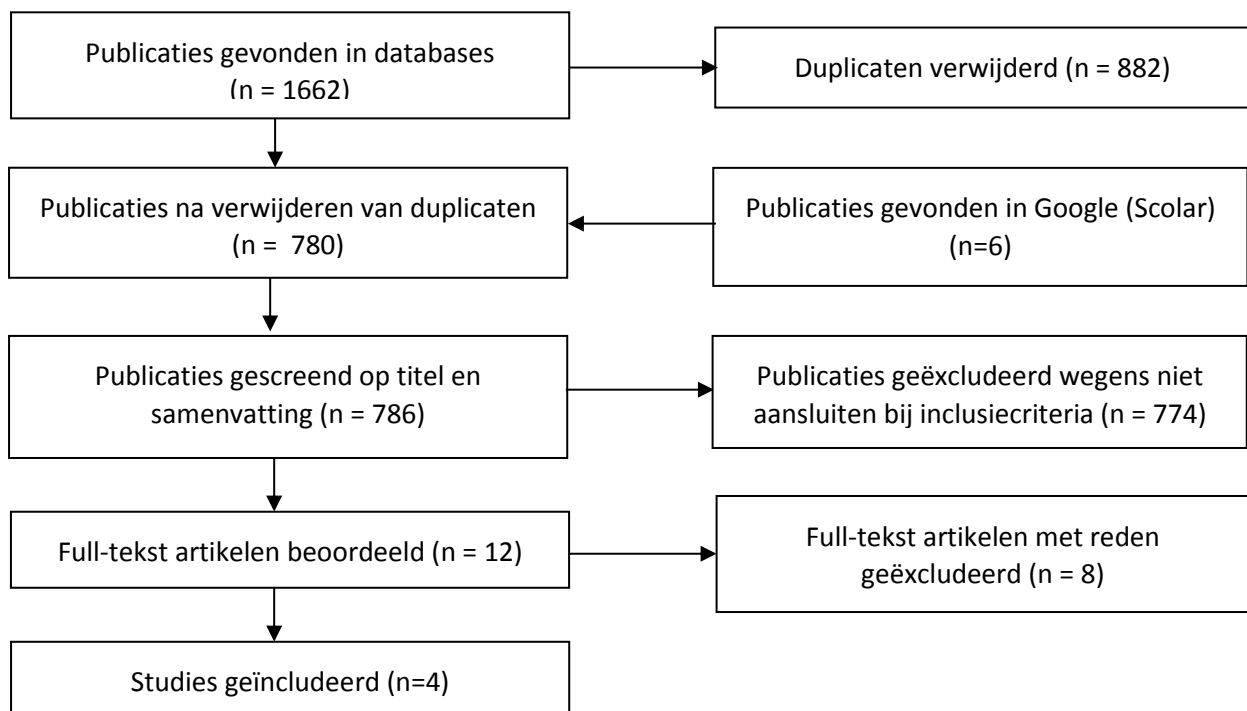 Publicaties gevonden in databases
(n = 1662)
Duplicaten verwijderd (n = 882)
Publicaties na verwijderen van duplicaten
(n =  780)
Publicaties gevonden in Google (Scolar)
(n=6)
Publicaties gescreend op titel en
samenvatting (n = 786)
Publicaties geëxcludeerd wegens niet
aansluiten bij inclusiecriteria (n = 774)
Full-tekst artikelen beoordeeld (n = 12)
Full-tekst artikelen met reden
geëxcludeerd (n = 8)
Studies geïncludeerd (n=4)